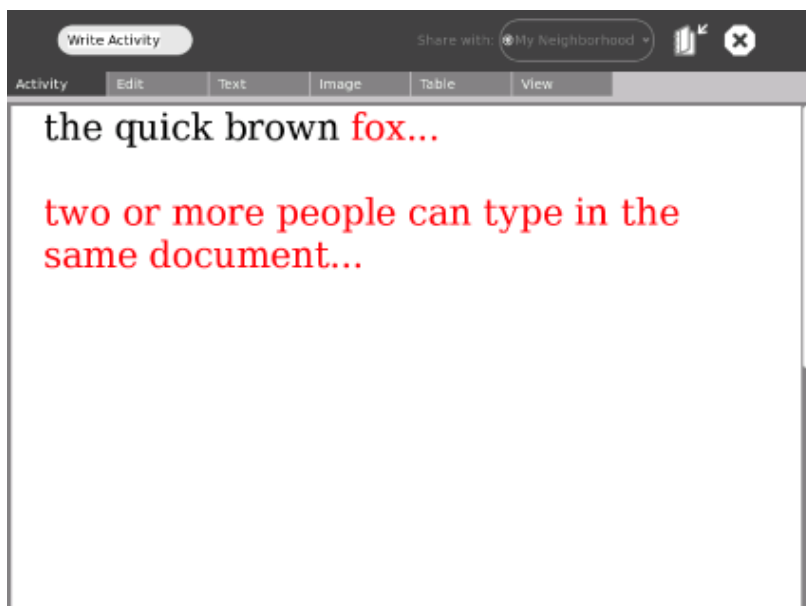 Write Activity Share with: My Neighborhood
Activity Edit Text Image Table View
the quick brown fox...
two or more people can type in the
same document...